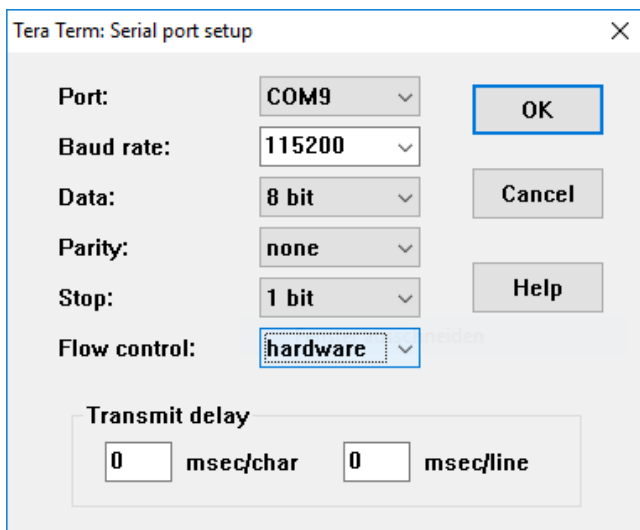 Tera Term: Serial port setup
Port: COM9 OK
Baud rate: 115200
Data: 8 bit Cancel
Parity: none
Stop: 1 bit Help
Flow control: hardware
Transmit delay
0 msec/char 0 msec/line